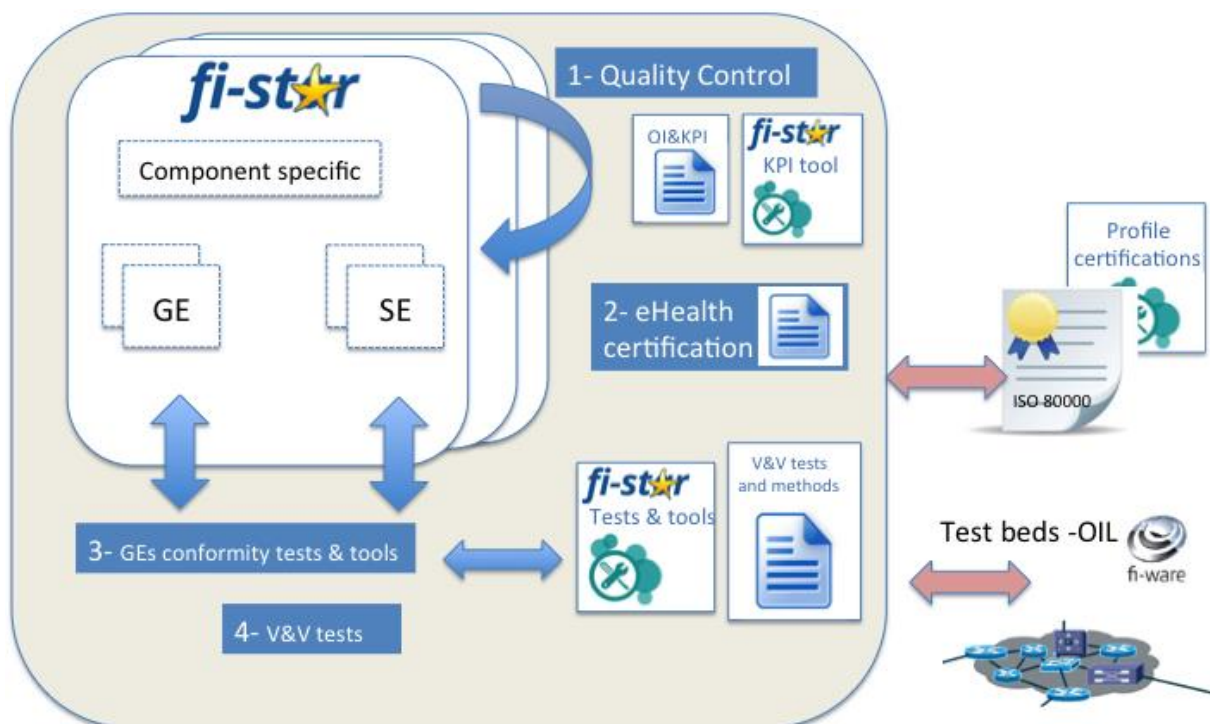 fi-star
Component specific
GE
SE
1- Quality Control
QI&KPI
fi-star
KPI tool
2- eHealth
certification
Profile
certifications
ISO 80000
3- GEs conformity tests & tools
4- V&V tests
fi-star
Tests & tools
V&V tests
and methods
Test beds -OIL
fi-ware